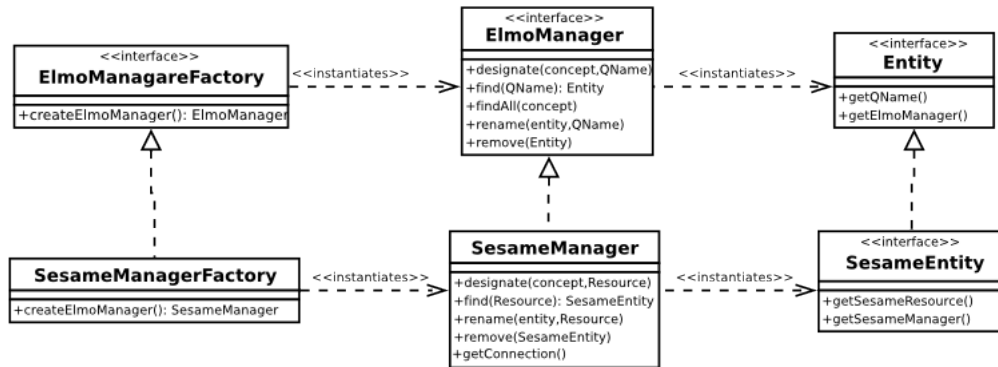 <<interface>>
ElmoManagareFactory
+createElmoManager(): ElmoManager
<<instantiates>>
<<interface>>
ElmoManager
+designate(concept,QName)
+find(QName): Entity
+findAll(concept)
+rename(entity,QName)
+remove(Entity)
<<instantiates>>
<<interface>>
Entity
+getQName()
+getElmoManager()
SesameManagerFactory
+createElmoManager(): SesameManager
<<instantiates>>
SesameManager
+designate(concept,Resource)
+find(Resource): SesameEntity
+rename(entity,Resource)
+remove(SesameEntity)
+getConnection()
<<instantiates>>
<<interface>>
SesameEntity
+getSesameResource()
+getSesameManager()